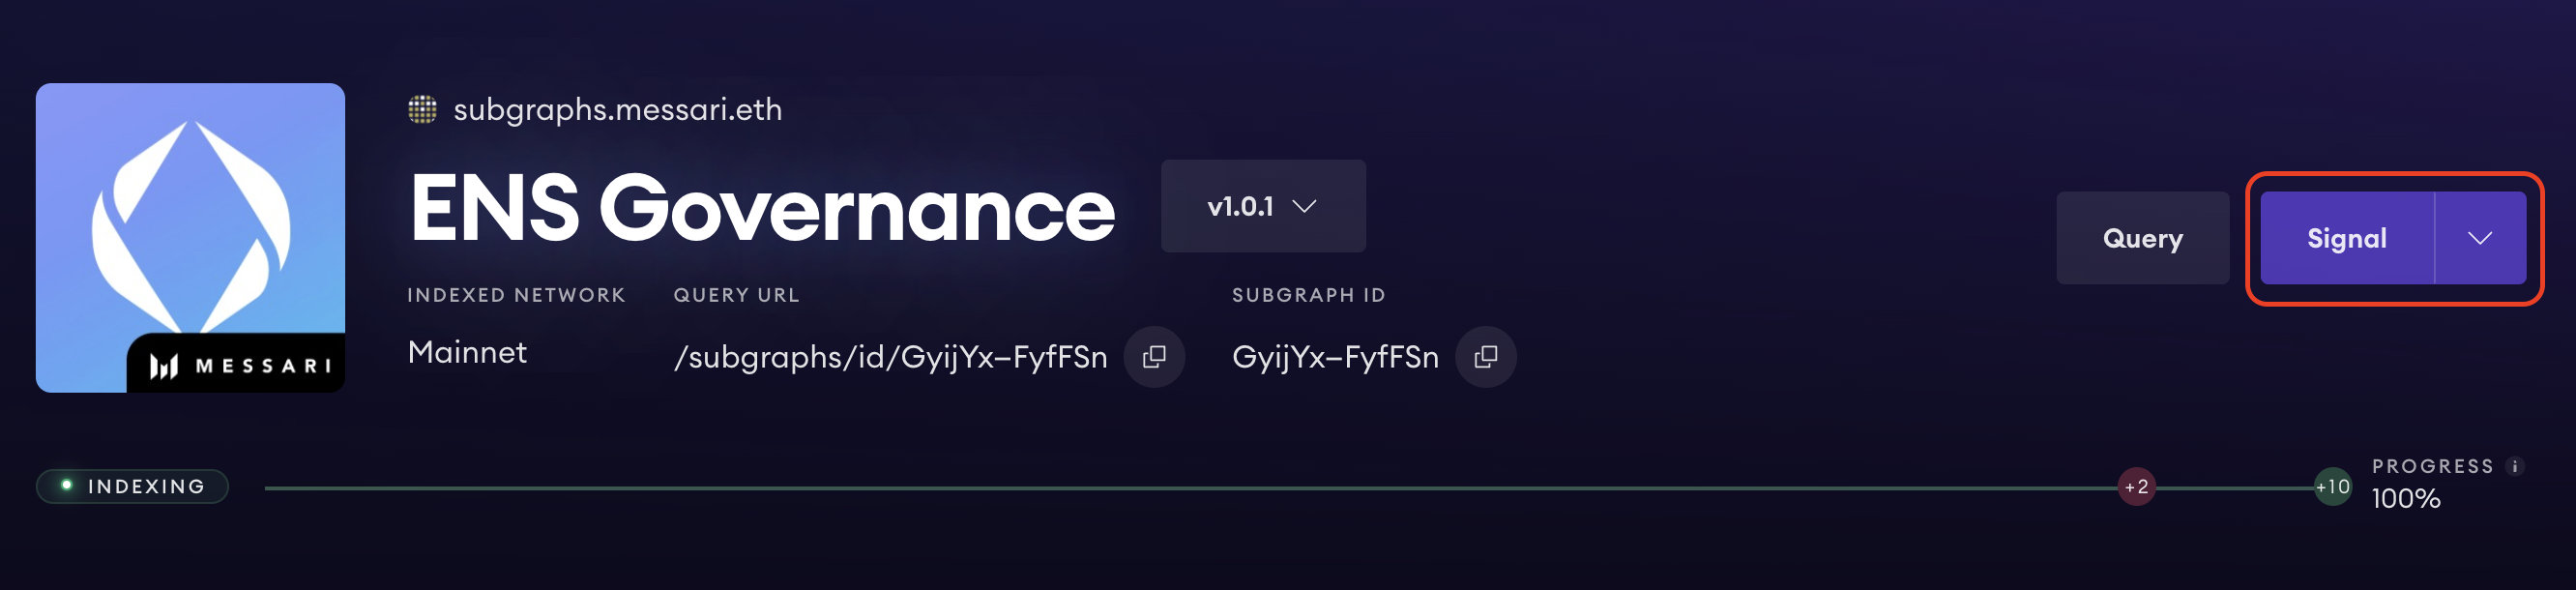 subgraphs.messari.eth
ENS Governance
v1.0.1
Query
Signal
INDEXED NETWORK
QUERY URL
SUBGRAPH ID
Mainnet
/subgraphs/id/GyijYx–FyfFSn
GyijYx–FyfFSn
MESSARI
INDEXING
+2
+10
PROGRESS
i
100%